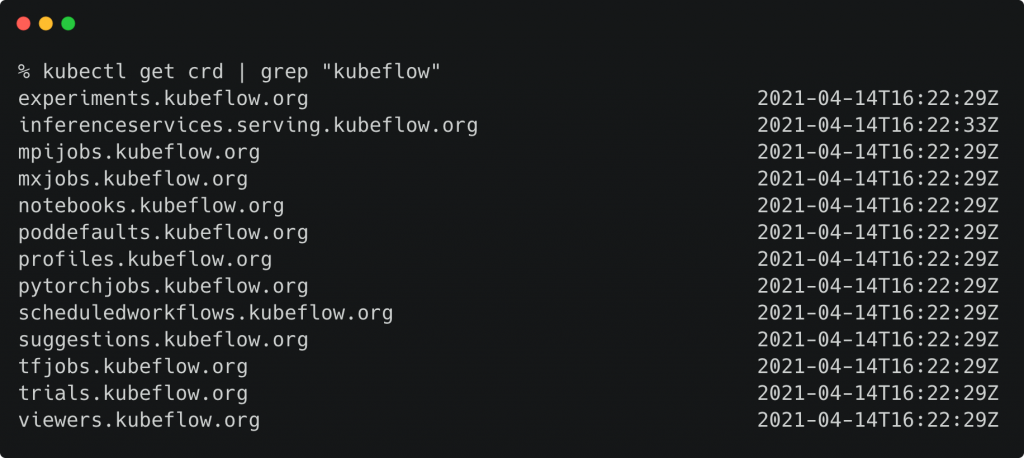 % kubectl get crd | grep "kubeflow"
experiments.kubeflow.org 2021-04-14T16:22:29Z
inferenceservices.serving.kubeflow.org 2021-04-14T16:22:33Z
mpijobs.kubeflow.org 2021-04-14T16:22:29Z
mxjobs.kubeflow.org 2021-04-14T16:22:29Z
notebooks.kubeflow.org 2021-04-14T16:22:29Z
poddefaults.kubeflow.org 2021-04-14T16:22:29Z
profiles.kubeflow.org 2021-04-14T16:22:29Z
pytorchjobs.kubeflow.org 2021-04-14T16:22:29Z
scheduledworkflows.kubeflow.org 2021-04-14T16:22:29Z
suggestions.kubeflow.org 2021-04-14T16:22:29Z
tfjobs.kubeflow.org 2021-04-14T16:22:29Z
trials.kubeflow.org 2021-04-14T16:22:29Z
viewers.kubeflow.org 2021-04-14T16:22:29Z